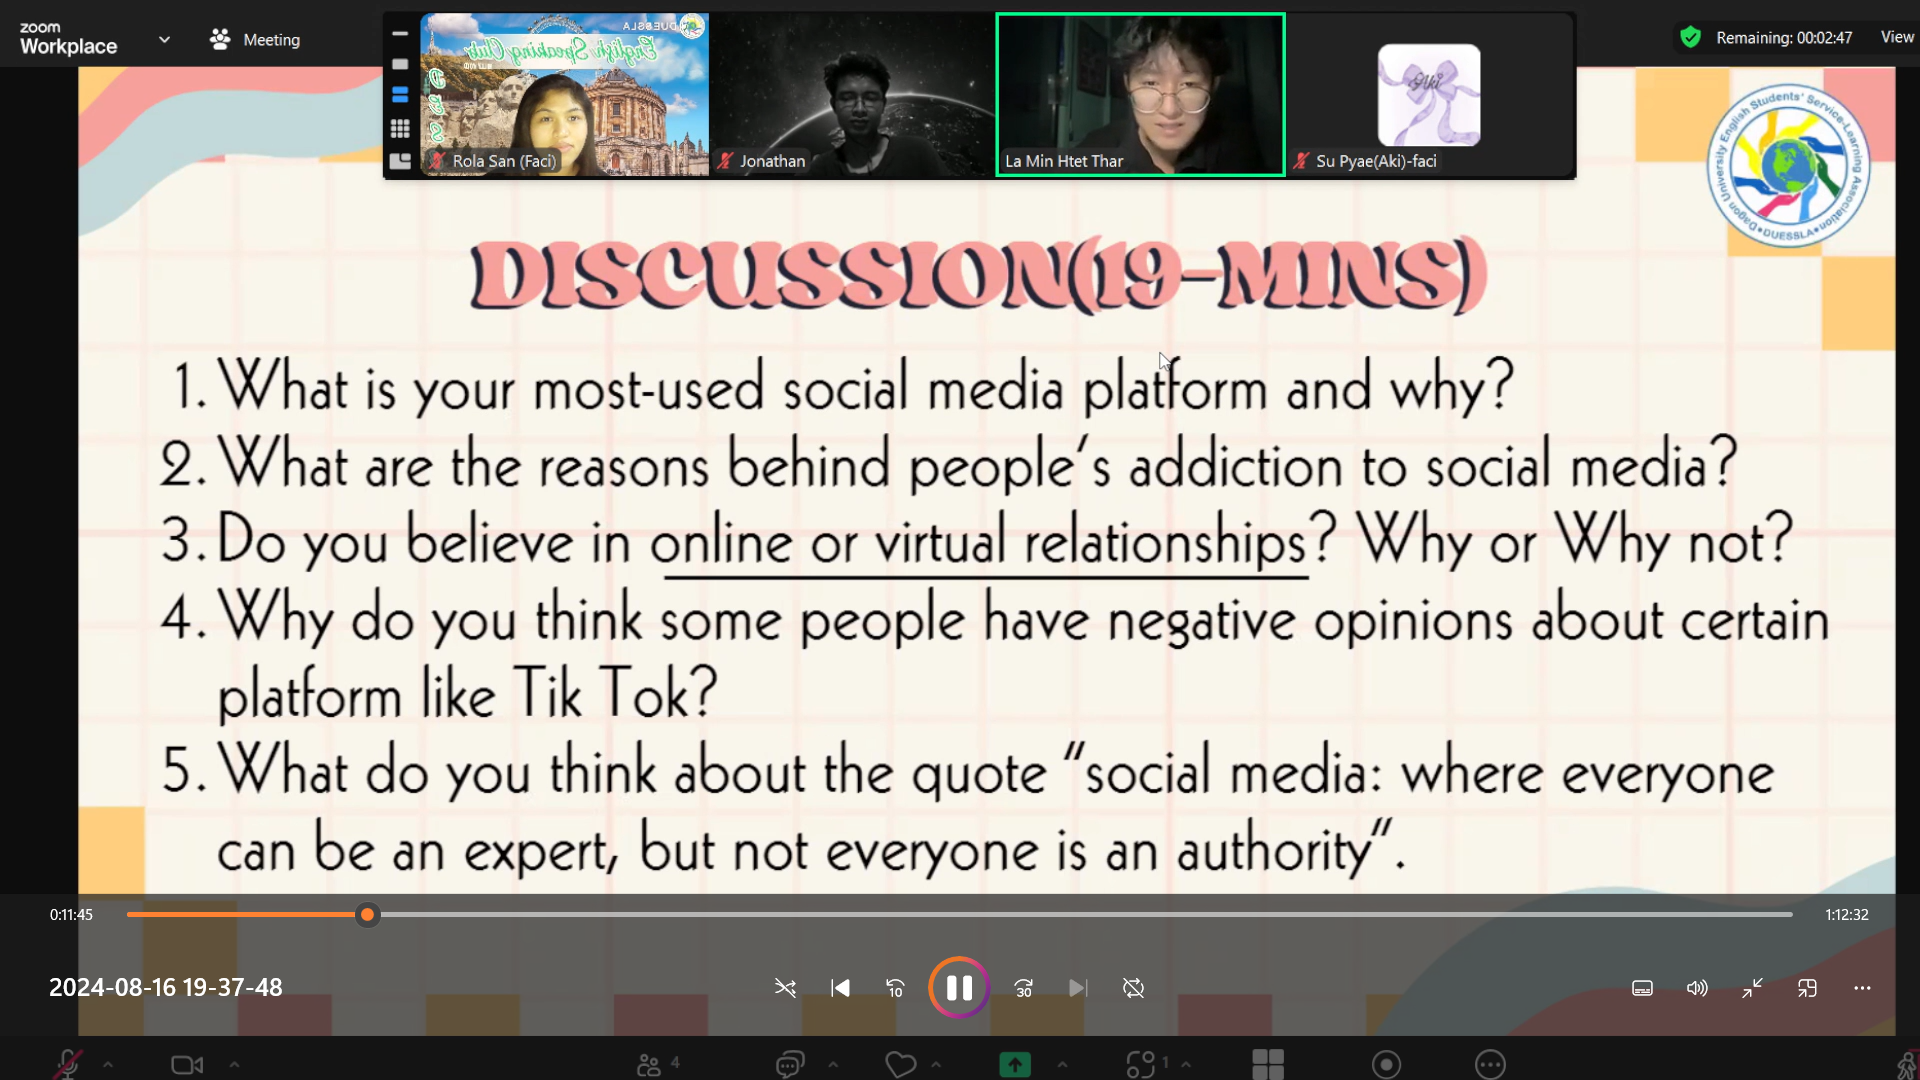 zoom
Workplace
Meeting
DUESSLA
English Speaking Club
Rola San (Faci)
Jonathan
La Min Htet Thar
Aki
Su Pyae(Aki)-faci
Remaining: 00:02:47
View
Dragon University English Students' Service-Learning Association
•DUESSLA•
DISCUSSION(19-MINS)
1. What is your most-used social media platform and why?
2. What are the reasons behind people's addiction to social media?
3. Do you believe in online or virtual relationships? Why or Why not?
4. Why do you think some people have negative opinions about certain
platform like Tik Tok?
5. What do you think about the quote "social media: where everyone
can be an expert, but not everyone is an authority".
0:11:45
1:12:32
2024-08-16 19-37-48
10
30
4
1